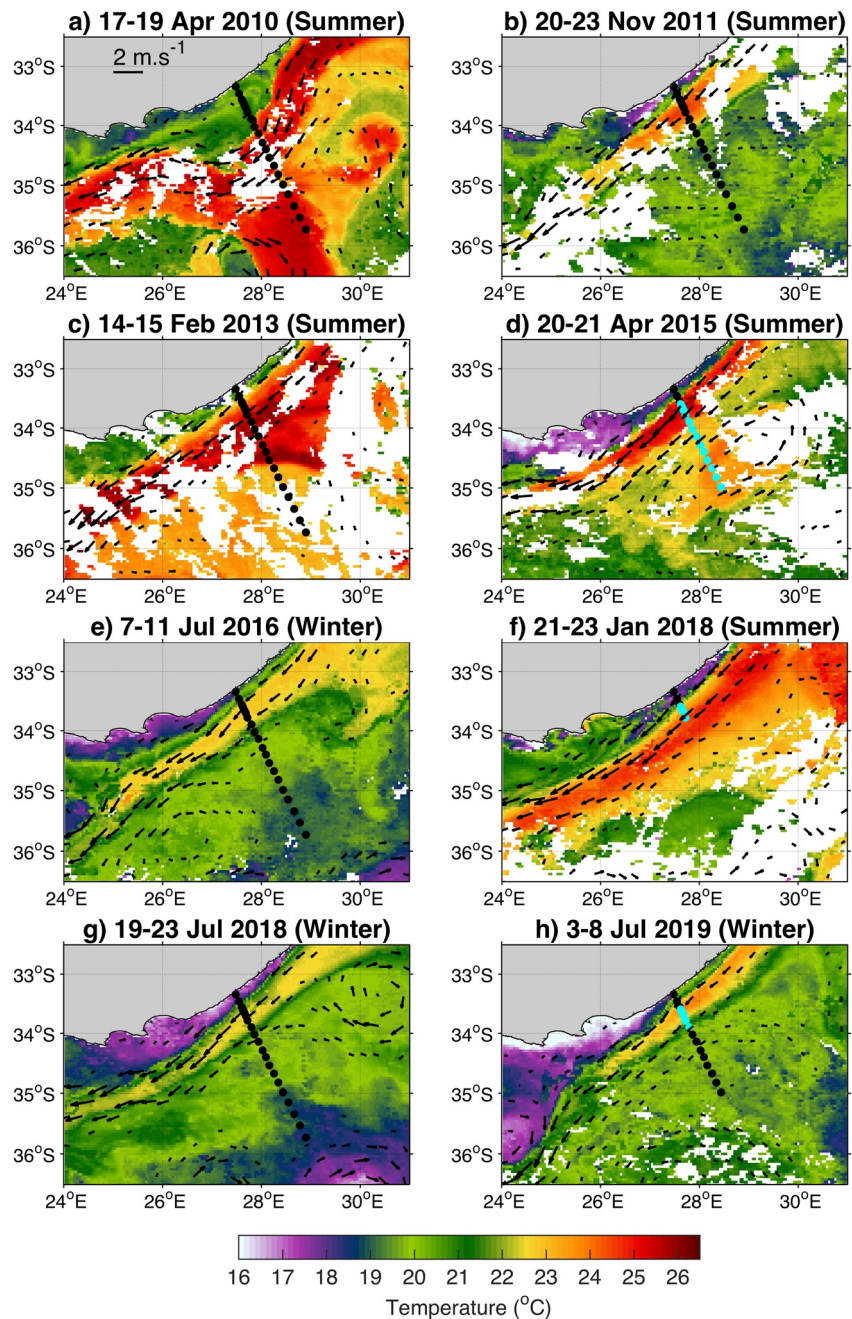 a) 17-19 Apr 2010 (Summer)
b) 20-23 Nov 2011 (Summer)
2 m.s⁻¹
33°S
34°S
35°S
36°S
24°E 26°E 28°E 30°E
33°S
34°S
35°S
36°S
24°E 26°E 28°E 30°E
c) 14-15 Feb 2013 (Summer)
d) 20-21 Apr 2015 (Summer)
33°S
34°S
35°S
36°S
24°E 26°E 28°E 30°E
33°S
34°S
35°S
36°S
24°E 26°E 28°E 30°E
e) 7-11 Jul 2016 (Winter)
f) 21-23 Jan 2018 (Summer)
33°S
34°S
35°S
36°S
24°E 26°E 28°E 30°E
33°S
34°S
35°S
36°S
24°E 26°E 28°E 30°E
g) 19-23 Jul 2018 (Winter)
h) 3-8 Jul 2019 (Winter)
33°S
34°S
35°S
36°S
24°E 26°E 28°E 30°E
33°S
34°S
35°S
36°S
24°E 26°E 28°E 30°E
16 17 18 19 20 21 22 23 24 25 26
Temperature (°C)